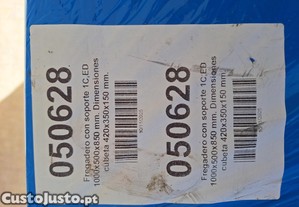 050628
Fregadero con soporte 1C,ED
1000x500x850 mm. Dimensiones
cubeta 420x350x150 mm.
050628
Fregadero con soporte 1C,ED
1000x500x850 mm. Dimensiones
cubeta 420x350x150 mm.
CustoJusto.pt